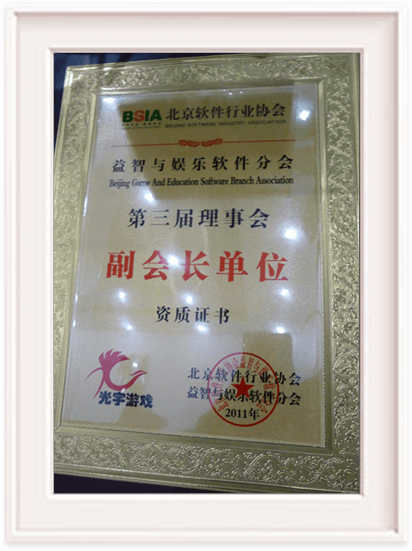 BSIA 北京软件行业协会
BEIJING SOFTWARE INDUSTRY ASSOCIATION
益智与娱乐软件分会
Beijing Game And Education Software Branch Association
第三届理事会
副会长单位
资质证书
光宇游戏
北京软件行业协会
益智与娱乐软件分会
2011年